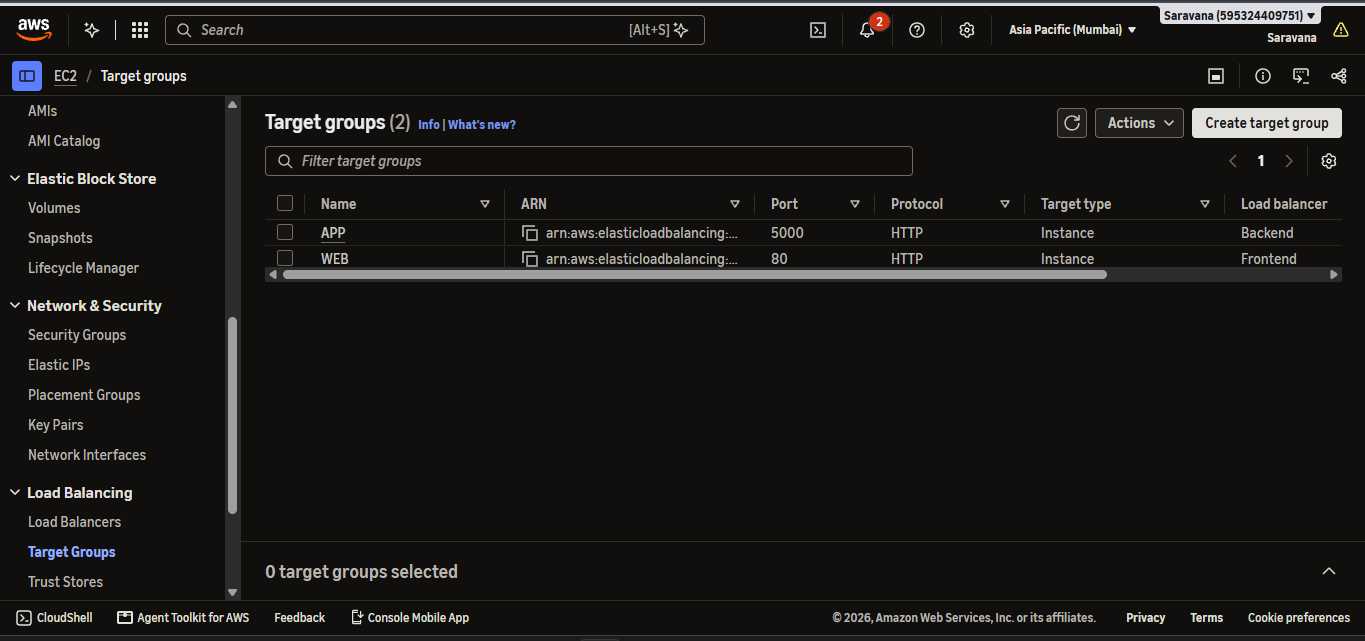 aws
Search [Alt+S]
2
Asia Pacific (Mumbai)
Saravana (595324409751)
Saravana
EC2 / Target groups
AMIs
AMI Catalog
Elastic Block Store
Volumes
Snapshots
Lifecycle Manager
Network & Security
Security Groups
Elastic IPs
Placement Groups
Key Pairs
Network Interfaces
Load Balancing
Load Balancers
Target Groups
Trust Stores
Target groups (2) Info | What's new?
Actions
Create target group
Filter target groups
1
Name ARN Port Protocol Target type Load balancer
APP arn:aws:elasticloadbalancing:... 5000 HTTP Instance Backend
WEB arn:aws:elasticloadbalancing:... 80 HTTP Instance Frontend
0 target groups selected
CloudShell Agent Toolkit for AWS Feedback Console Mobile App © 2026, Amazon Web Services, Inc. or its affiliates. Privacy Terms Cookie preferences